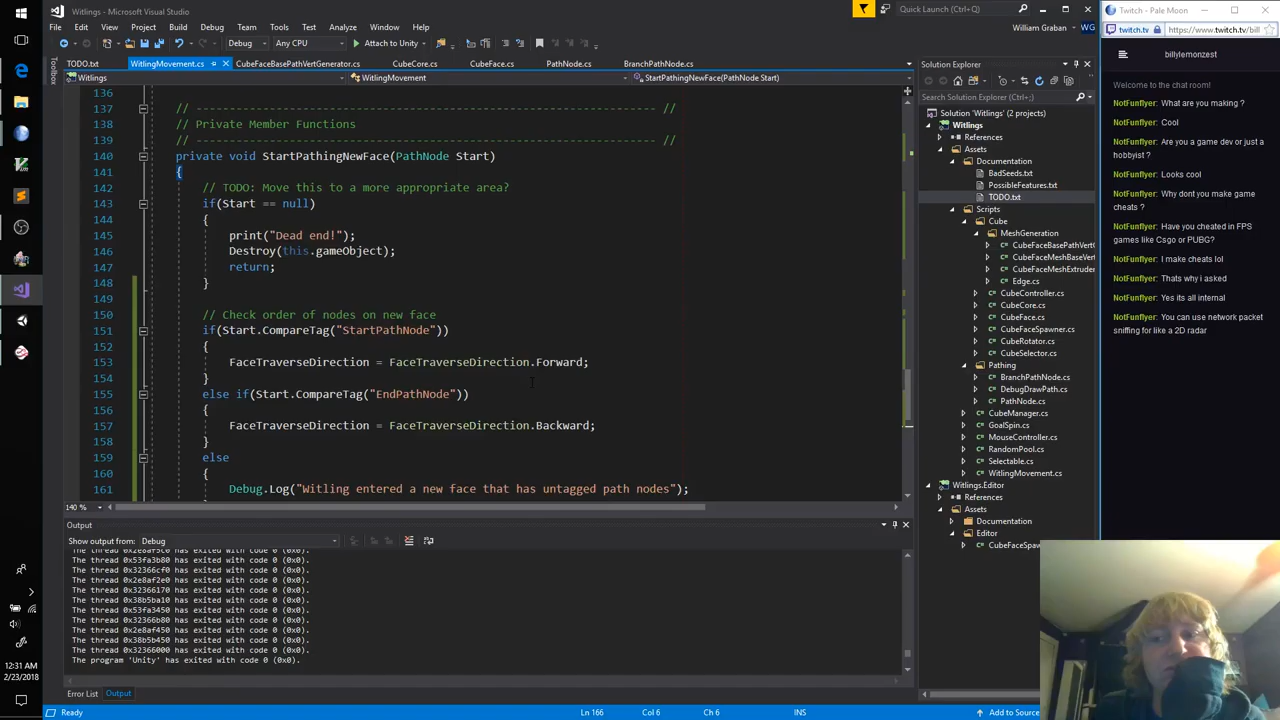 Witlings - Microsoft Visual Studio
Quick Launch (Ctrl+Q)
Twitch - Pale Moon
File Edit View Project Build Debug Team Tools Test Analyze Window Help
William Graban WG
Debug Any CPU Attach to Unity
twitch.tv https://www.twitch.tv/bill
TODO.txt WitlingMovement.cs CubeFaceBasePathVertGenerator.cs CubeCore.cs CubeFace.cs PathNode.cs BranchPathNode.cs
Witlings WitlingMovement StartPathingNewFace(PathNode Start)
Toolbox
136
137 // ---------------------------------------------------------------------- //
138 // Private Member Functions
139 // ---------------------------------------------------------------------- //
140 private void StartPathingNewFace(PathNode Start)
141 {
142 // TODO: Move this to a more appropriate area?
143 if(Start == null)
144 {
145 print("Dead end!");
146 Destroy(this.gameObject);
147 return;
148 }
149
150 // Check order of nodes on new face
151 if(Start.CompareTag("StartPathNode"))
152 {
153 FaceTraverseDirection = FaceTraverseDirection.Forward;
154 }
155 else if(Start.CompareTag("EndPathNode"))
156 {
157 FaceTraverseDirection = FaceTraverseDirection.Backward;
158 }
159 else
160 {
161 Debug.Log("Witling entered a new face that has untagged path nodes");
140 %
Output
Show output from: Debug
The thread 0x2e8af5c0 has exited with code 0 (0x0).
The thread 0x53fa3b80 has exited with code 0 (0x0).
The thread 0x32366cf0 has exited with code 0 (0x0).
The thread 0x2e8af2e0 has exited with code 0 (0x0).
The thread 0x32366170 has exited with code 0 (0x0).
The thread 0x38b5ba10 has exited with code 0 (0x0).
The thread 0x53fa3450 has exited with code 0 (0x0).
The thread 0x32366b80 has exited with code 0 (0x0).
The thread 0x2e8af450 has exited with code 0 (0x0).
The thread 0x38b5b450 has exited with code 0 (0x0).
The thread 0x32366000 has exited with code 0 (0x0).
The program 'Unity' has exited with code 0 (0x0).
Error List Output
Ready Ln 166 Col 6 Ch 6 INS Add to Source
12:31 AM
2/23/2018
Solution Explorer
Search Solution Explorer (Ctrl+;)
Solution 'Witlings' (2 projects)
Witlings
References
Assets
Documentation
BadSeeds.txt
PossibleFeatures.txt
TODO.txt
Scripts
Cube
MeshGeneration
CubeFaceBasePathVertG
CubeFaceMeshBaseVert
CubeFaceMeshExtruder
Edge.cs
CubeController.cs
CubeCore.cs
CubeFace.cs
CubeFaceSpawner.cs
CubeRotator.cs
CubeSelector.cs
Pathing
BranchPathNode.cs
DebugDrawPath.cs
PathNode.cs
CubeManager.cs
GoalSpin.cs
MouseController.cs
RandomPool.cs
Selectable.cs
WitlingMovement.cs
Witlings.Editor
References
Assets
Documentation
Editor
CubeFaceSpaw
billylemonzest
Welcome to the chat room!
NotFunflyer: What are you making ?
NotFunflyer: Cool
NotFunflyer: Are you a game dev or just a
hobbyist ?
NotFunflyer: Looks cool
NotFunflyer: Why dont you make game
cheats ?
NotFunflyer: Have you cheated in FPS
games like Csgo or PUBG?
NotFunflyer: I make cheats lol
NotFunflyer: Thats why i asked
NotFunflyer: Yes its all internal
NotFunflyer: You can use network packet
sniffing for like a 2D radar